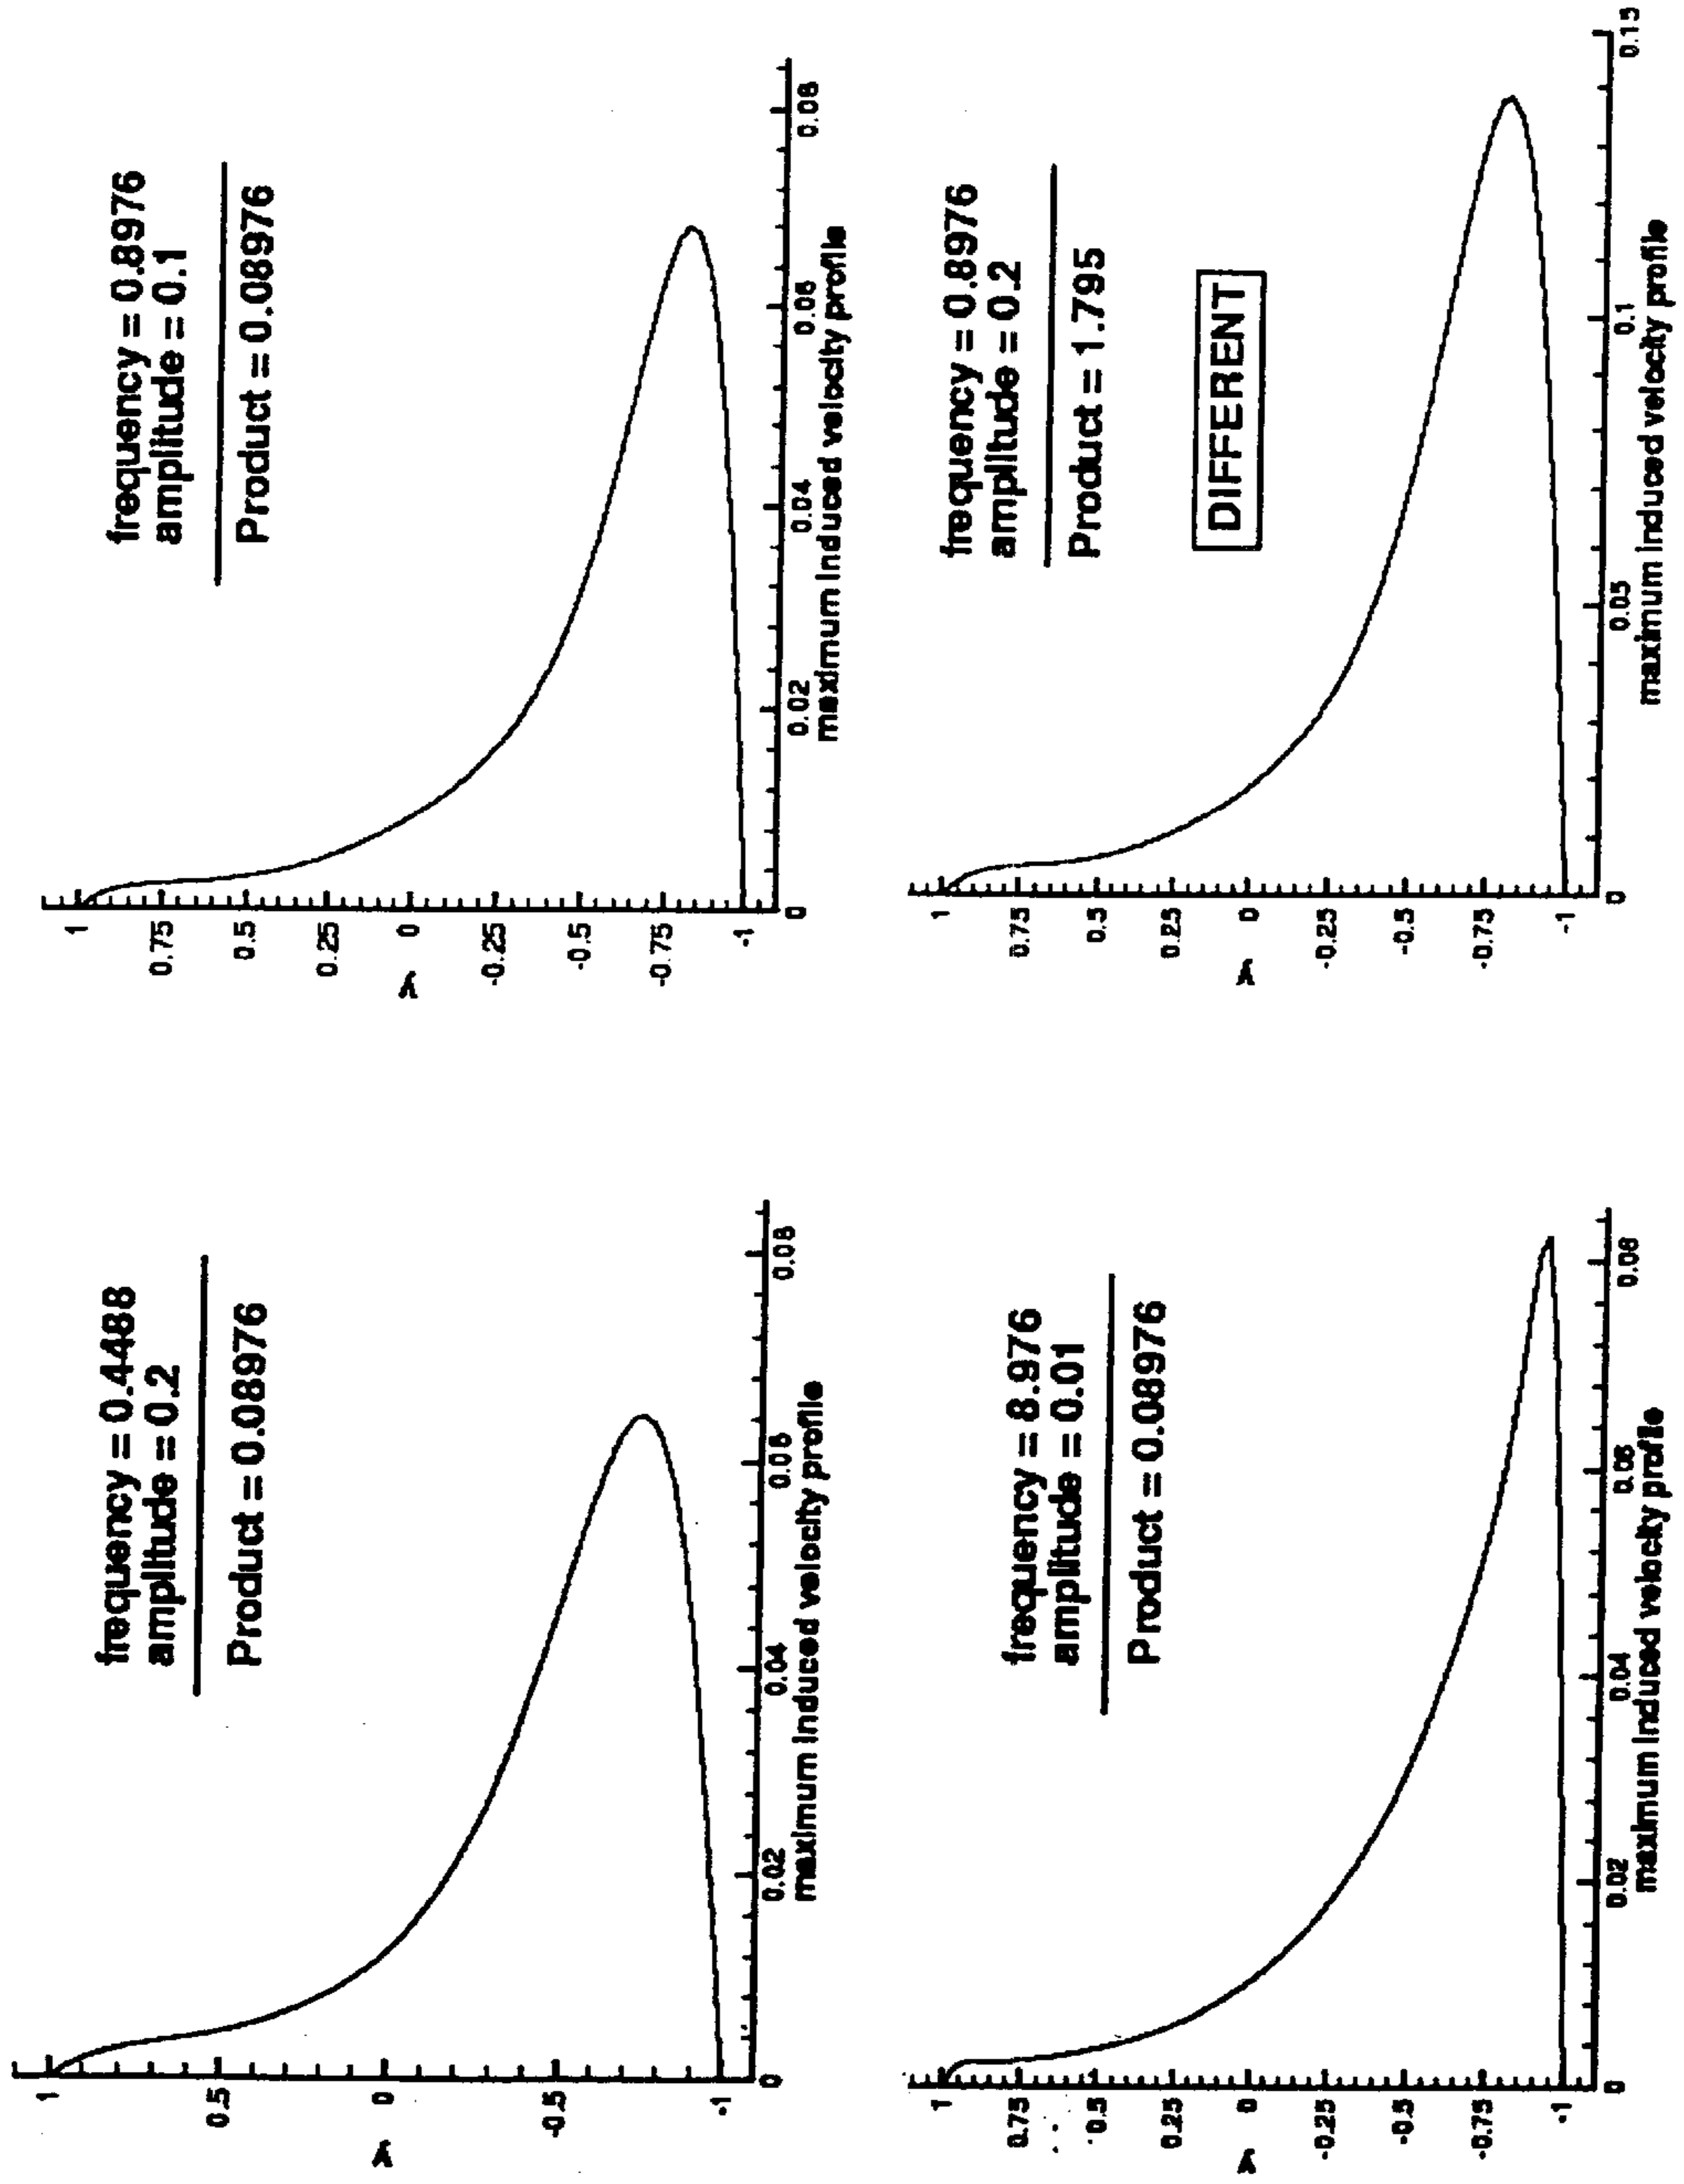 frequency = 0.4488
amplitude = 0.2
Product = 0.08976
1
0.5
y
0
-0.5
-1
0
0.02
0.04
0.06
0.08
maximum induced velocity profile
frequency = 0.8976
amplitude = 0.1
Product = 0.08976
1
0.75
0.5
0.25
y
0
-0.25
-0.5
-0.75
-1
0
0.02
0.04
0.06
0.08
maximum induced velocity profile
frequency = 8.976
amplitude = 0.01
Product = 0.08976
1
0.75
0.5
0.25
y
0
-0.25
-0.5
-0.75
-1
0
0.02
0.04
0.06
0.08
maximum induced velocity profile
frequency = 0.8976
amplitude = 0.2
Product = 1.795
DIFFERENT
1
0.75
0.5
0.25
y
0
-0.25
-0.5
-0.75
-1
0
0.05
0.1
0.15
maximum induced velocity profile